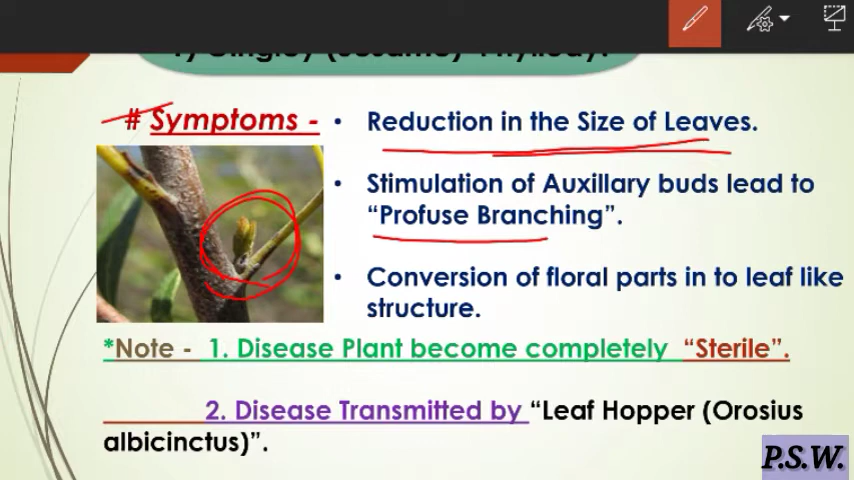 # Symptoms -
• Reduction in the Size of Leaves.
• Stimulation of Auxillary buds lead to
“Profuse Branching”.
• Conversion of floral parts in to leaf like
structure.
*Note - 1. Disease Plant become completely “Sterile”.
2. Disease Transmitted by “Leaf Hopper (Orosius
albicinctus)”.
P.S.W.